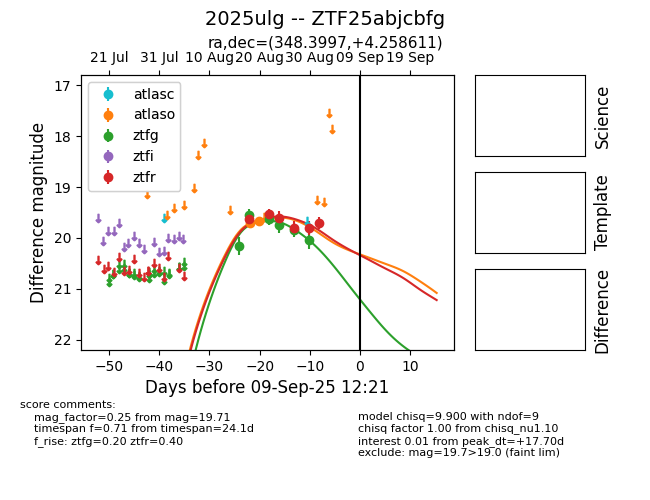 2025ulg -- ZTF25abjcbfg
ra,dec=(348.3997,+4.258611)
21 Jul 31 Jul 10 Aug 20 Aug 30 Aug 09 Sep 19 Sep
17
18
19
20
21
22
Difference magnitude
atlasc
atlaso
ztfg
ztfi
ztfr
−50 −40 −30 −20 −10 0 10
Days before 09-Sep-25 12:21
Science
Template
Difference
score comments:
mag_factor=0.25 from mag=19.71
timespan f=0.71 from timespan=24.1d
f_rise: ztfg=0.20 ztfr=0.40
model chisq=9.900 with ndof=9
chisq factor 1.00 from chisq_nu1.10
interest 0.01 from peak_dt=+17.70d
exclude: mag=19.7>19.0 (faint lim)